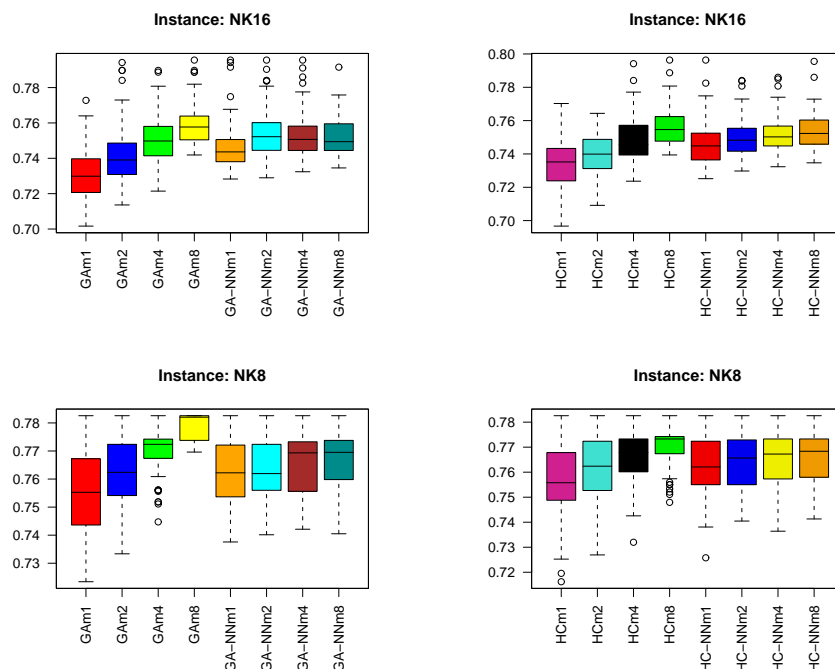 Instance: NK16
0.78
0.76
0.74
0.72
0.70
GAm1
GAm2
GAm4
GAm8
GA−NNm1
GA−NNm2
GA−NNm4
GA−NNm8
Instance: NK16
0.80
0.78
0.76
0.74
0.72
0.70
HCm1
HCm2
HCm4
HCm8
HC−NNm1
HC−NNm2
HC−NNm4
HC−NNm8
Instance: NK8
0.78
0.77
0.76
0.75
0.74
0.73
GAm1
GAm2
GAm4
GAm8
GA−NNm1
GA−NNm2
GA−NNm4
GA−NNm8
Instance: NK8
0.78
0.77
0.76
0.75
0.74
0.73
0.72
HCm1
HCm2
HCm4
HCm8
HC−NNm1
HC−NNm2
HC−NNm4
HC−NNm8